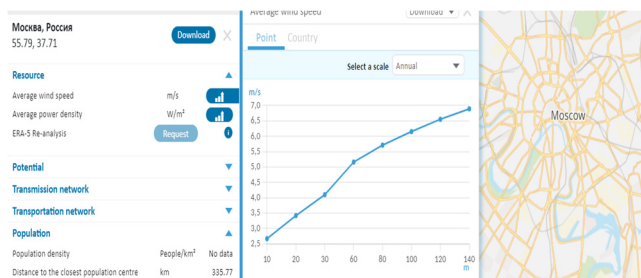 Москва, Россия
55.79, 37.71
Download
X
Resource
Average wind speed m/s
Average power density W/m²
ERA-5 Re-analysis Request
Potential
Transmission network
Transportation network
Population
Population density People/km² No data
Distance to the closest population centre km 335.77
Average wind speed
Download
X
Point Country
Select a scale Annual
m/s
7,0
6,5
6,0
5,5
5,0
4,5
4,0
3,5
3,0
2,5
10 20 30 60 80 100 120 140
m
Moscow